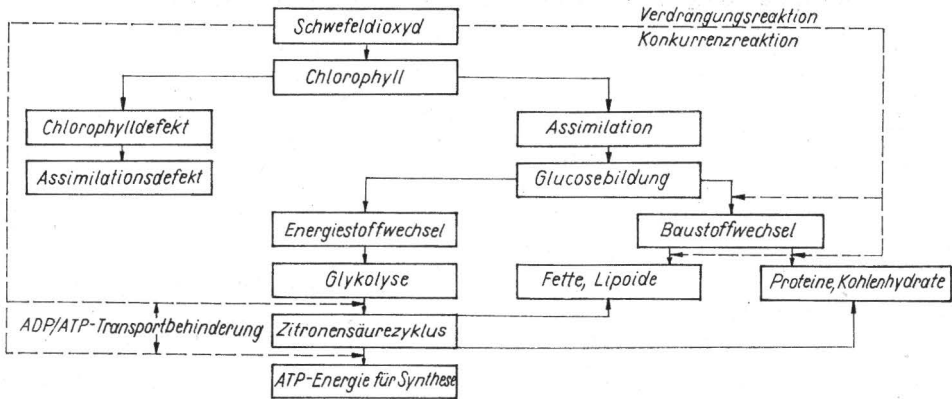 Schwefeldioxyd
Verdrängungsreaktion
Konkurrenzreaktion
Chlorophyll
Chlorophylldefekt
Assimilation
Assimilationsdefekt
Glucosebildung
Energiestoffwechsel
Baustoffwechsel
Glykolyse
Fette, Lipoide
Proteine, Kohlenhydrate
ADP/ATP-Transportbehinderung
Zitronensäurezyklus
ATP-Energie für Synthese